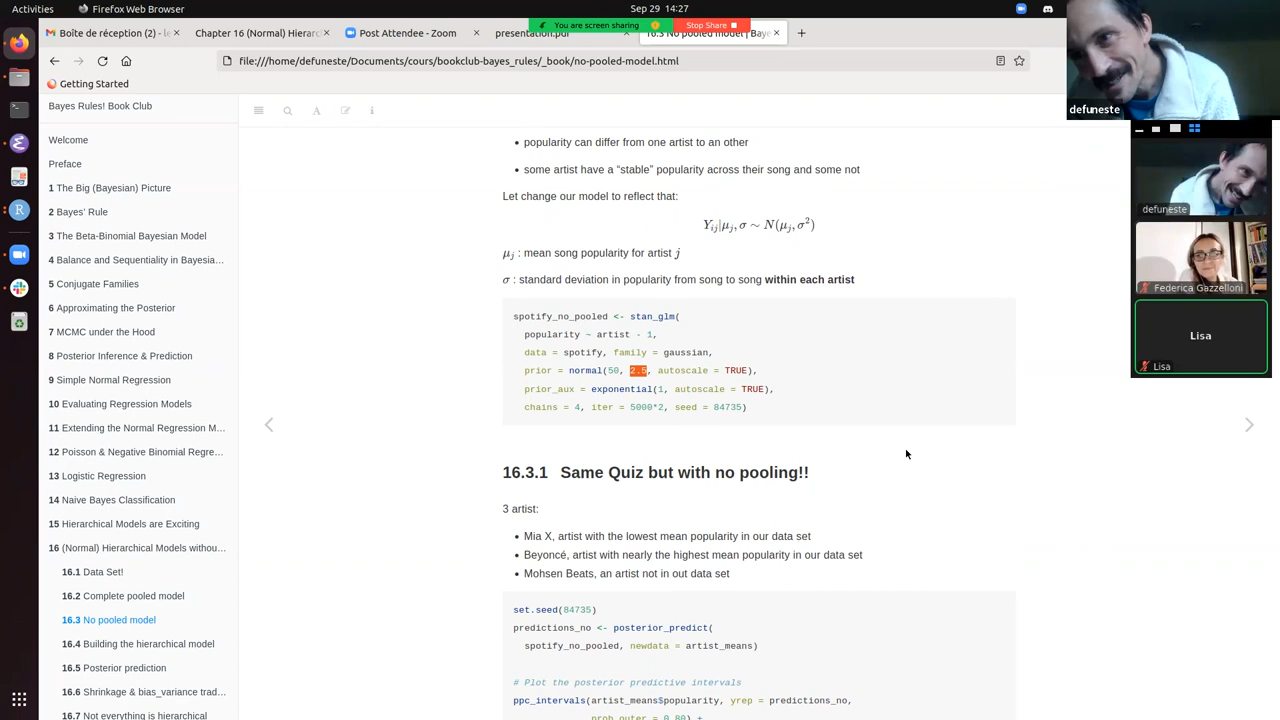 Activities
Firefox Web Browser
Sep 29 14:27
You are screen sharing
Stop Share
Boîte de réception (2) - le
Chapter 16 (Normal) Hierarc
Post Attendee - Zoom
presentation.pdf
16.3 No pooled model | Baye
file:///home/defuneste/Documents/cours/bookclub-bayes_rules/_book/no-pooled-model.html
Getting Started
Bayes Rules! Book Club
Welcome
Preface
1 The Big (Bayesian) Picture
2 Bayes' Rule
3 The Beta-Binomial Bayesian Model
4 Balance and Sequentiality in Bayesia...
5 Conjugate Families
6 Approximating the Posterior
7 MCMC under the Hood
8 Posterior Inference & Prediction
9 Simple Normal Regression
10 Evaluating Regression Models
11 Extending the Normal Regression M...
12 Poisson & Negative Binomial Regre...
13 Logistic Regression
14 Naive Bayes Classification
15 Hierarchical Models are Exciting
16 (Normal) Hierarchical Models withou...
16.1 Data Set!
16.2 Complete pooled model
16.3 No pooled model
16.4 Building the hierarchical model
16.5 Posterior prediction
16.6 Shrinkage & bias_variance trad...
16.7 Not everything is hierarchical
• popularity can differ from one artist to an other
• some artist have a “stable” popularity across their song and some not
Let change our model to reflect that:
Y_ij|μ_j, σ ∼ N(μ_j, σ²)
μ_j : mean song popularity for artist j
σ : standard deviation in popularity from song to song within each artist
spotify_no_pooled <- stan_glm(
popularity ~ artist - 1,
data = spotify, family = gaussian,
prior = normal(50, 2.5, autoscale = TRUE),
prior_aux = exponential(1, autoscale = TRUE),
chains = 4, iter = 5000*2, seed = 84735)
16.3.1 Same Quiz but with no pooling!!
3 artist:
• Mia X, artist with the lowest mean popularity in our data set
• Beyoncé, artist with nearly the highest mean popularity in our data set
• Mohsen Beats, an artist not in out data set
set.seed(84735)
predictions_no <- posterior_predict(
spotify_no_pooled, newdata = artist_means)
# Plot the posterior predictive intervals
ppc_intervals(artist_means$popularity, yrep = predictions_no,
prob_outer = 0.80) +
defuneste
defuneste
Federica Gazzelloni
Lisa
Lisa